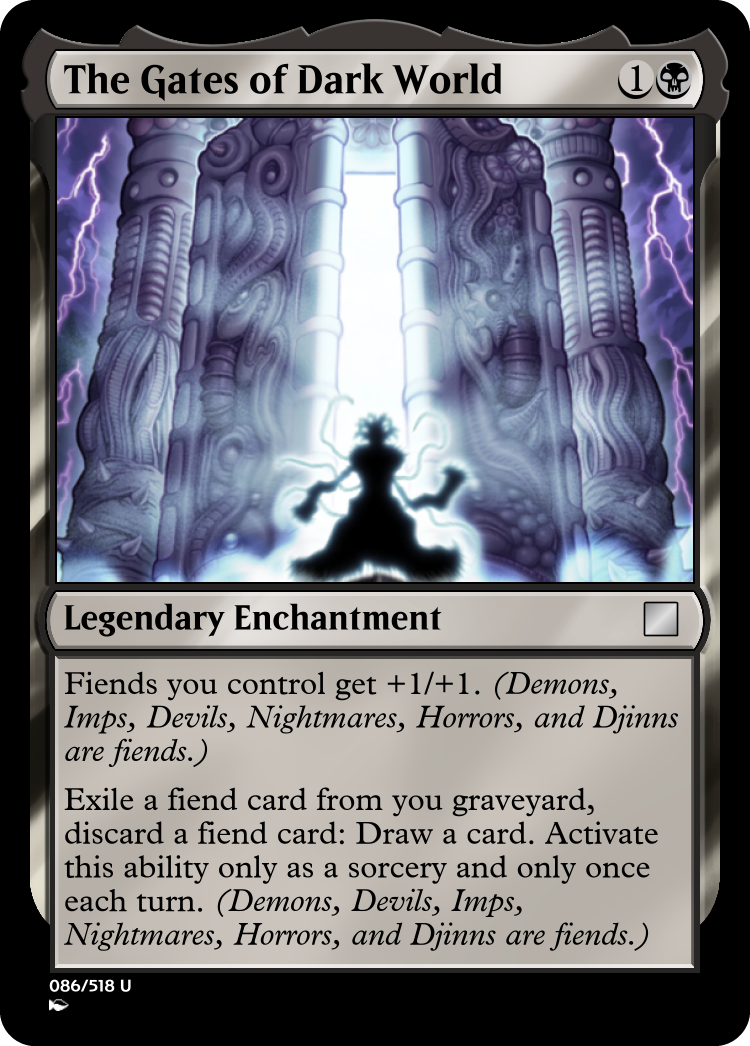 The Gates of Dark World
1
Legendary Enchantment
Fiends you control get +1/+1. (Demons,
Imps, Devils, Nightmares, Horrors, and Djinns
are fiends.)
Exile a fiend card from you graveyard,
discard a fiend card: Draw a card. Activate
this ability only as a sorcery and only once
each turn. (Demons, Devils, Imps,
Nightmares, Horrors, and Djinns are fiends.)
086/518 U